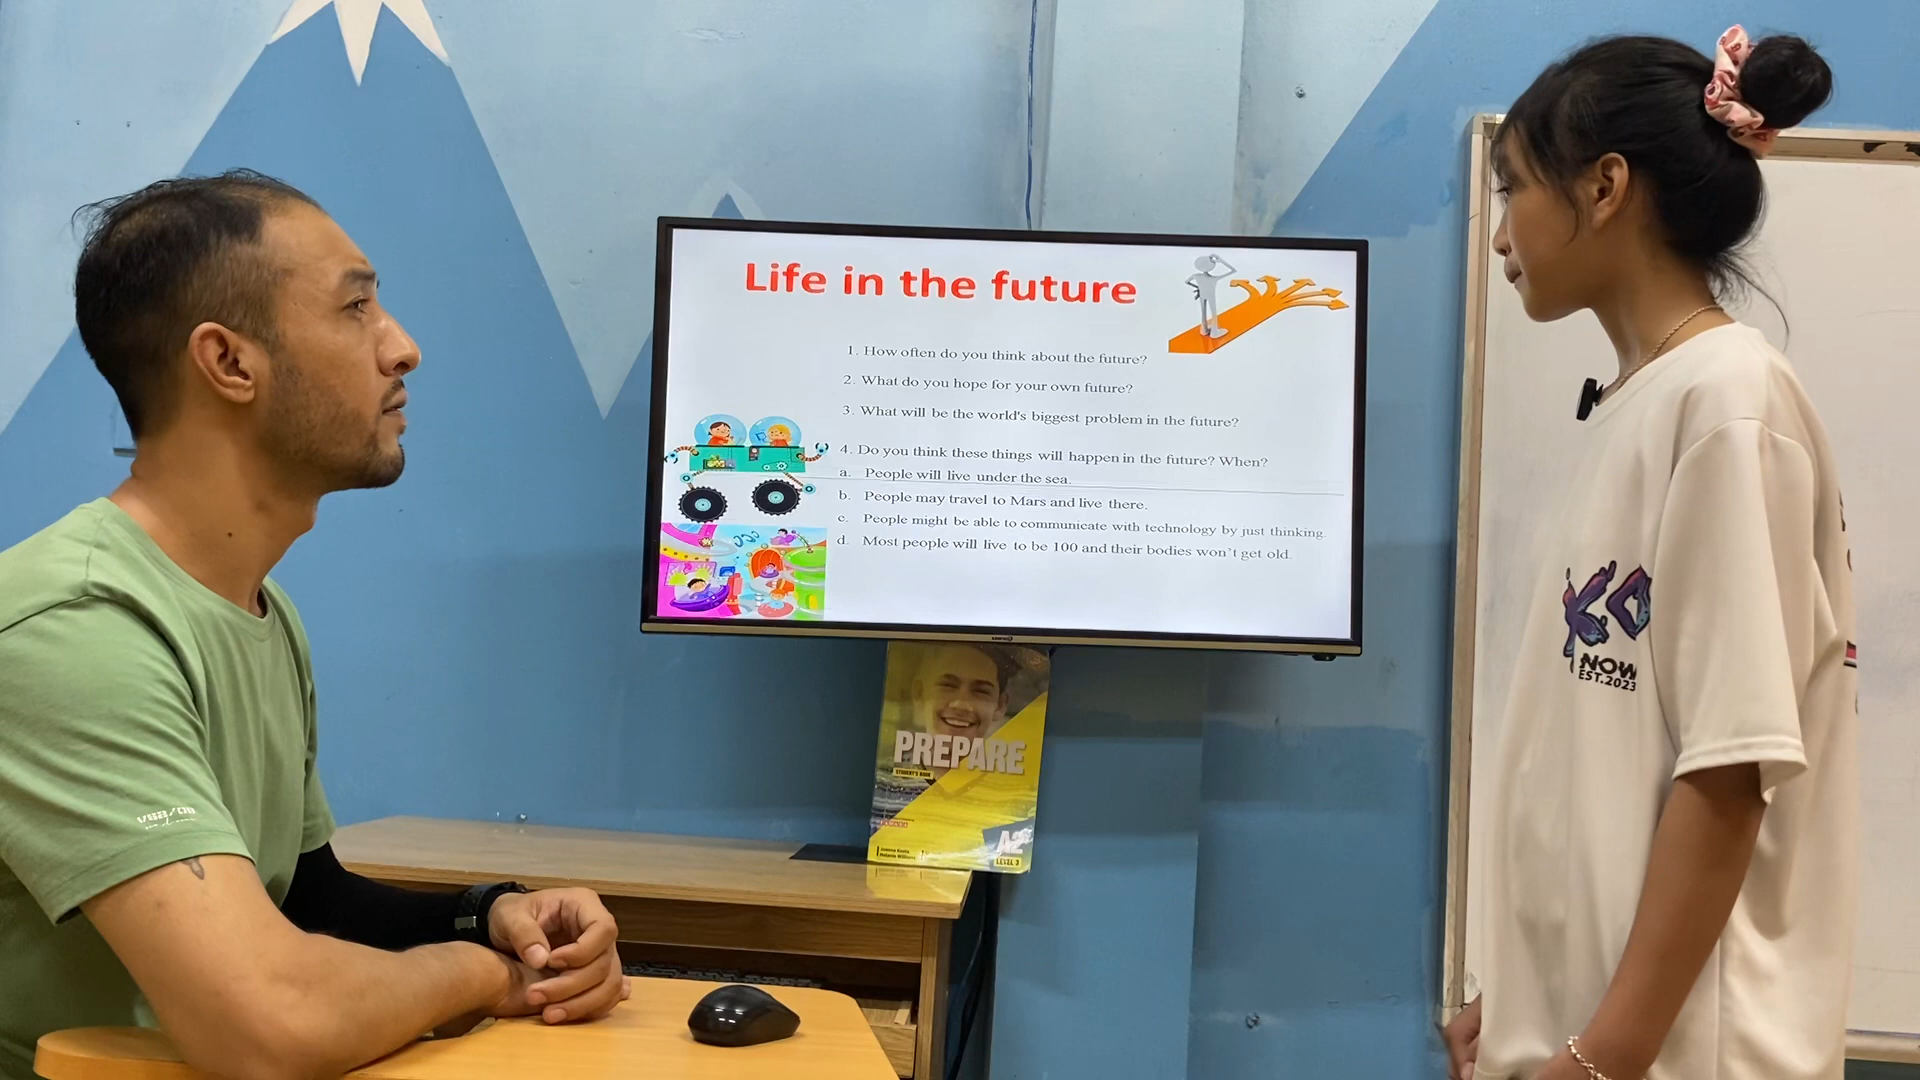 Life in the future
1. How often do you think about the future?
2. What do you hope for your own future?
3. What will be the world's biggest problem in the future?
4. Do you think these things will happen in the future? When?
a. People will live under the sea.
b. People may travel to Mars and live there.
c. People might be able to communicate with technology by just thinking.
d. Most people will live to be 100 and their bodies won't get old.
PREPARE
STUDENT'S BOOK
A2
LEVEL 3
NOW
EST.2023